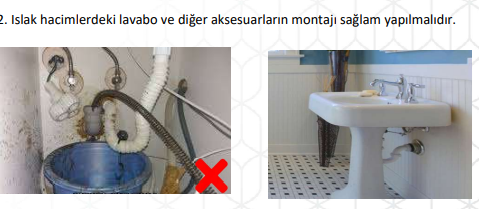 2. Islak hacimlerdeki lavabo ve diğer aksesuarların montajı sağlam yapılmalıdır.